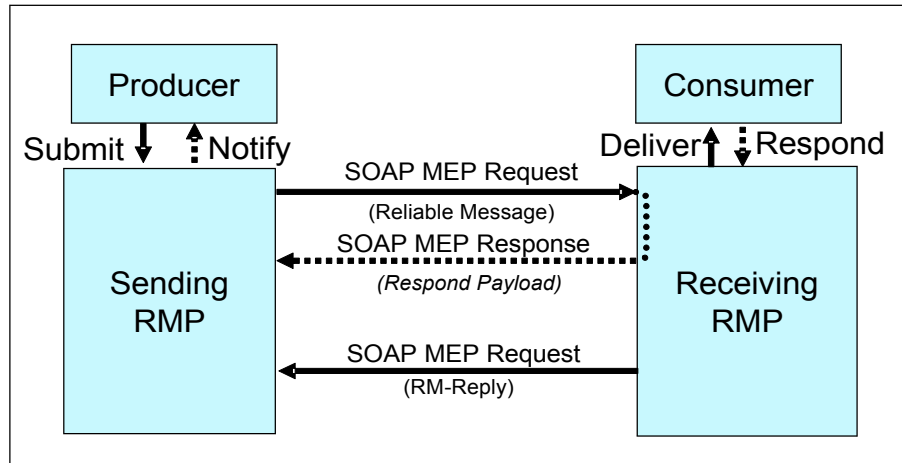 Producer
Consumer
Submit
Notify
Deliver
Respond
SOAP MEP Request
(Reliable Message)
SOAP MEP Response
(Respond Payload)
Sending
RMP
Receiving
RMP
SOAP MEP Request
(RM-Reply)